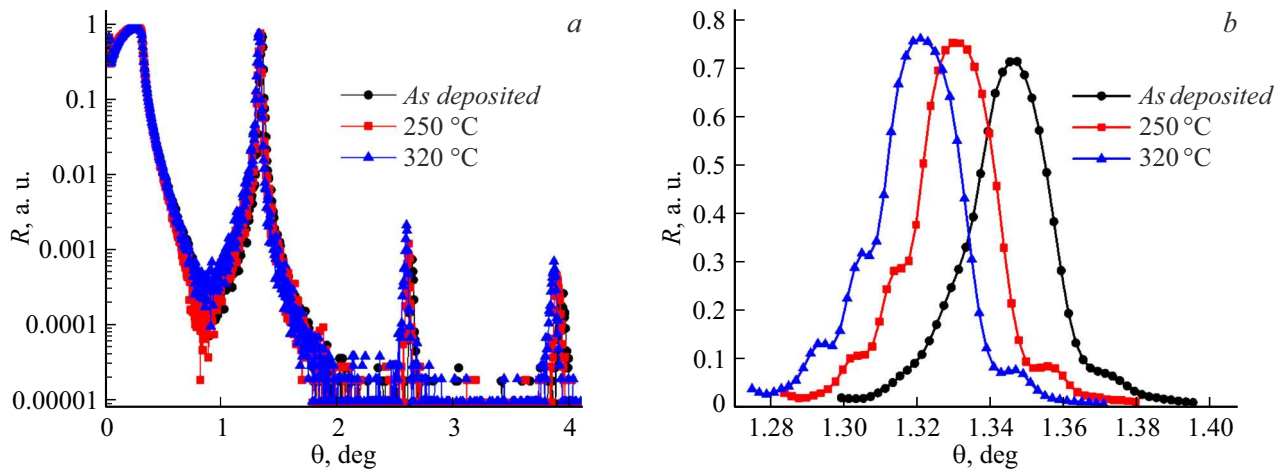 a
1
0.1
0.01
0.001
0.0001
0.00001
R, a. u.
As deposited
250 °C
320 °C
0
1
2
3
4
θ, deg
b
0.8
0.7
0.6
0.5
0.4
0.3
0.2
0.1
0
R, a. u.
As deposited
250 °C
320 °C
1.28
1.30
1.32
1.34
1.36
1.38
1.40
θ, deg